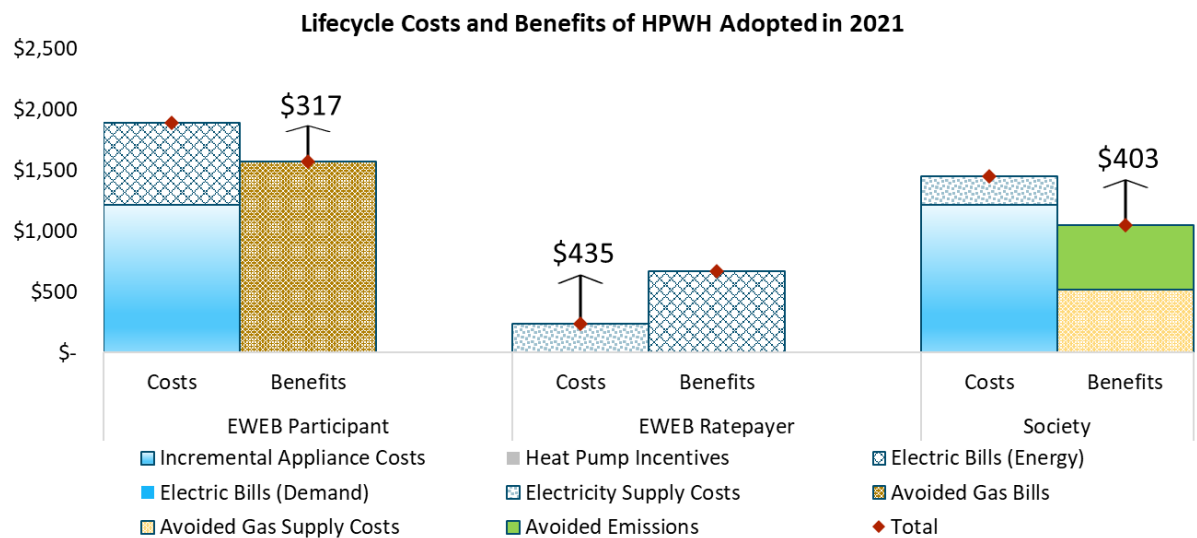 Lifecycle Costs and Benefits of HPWH Adopted in 2021
$2,500
$2,000
$1,500
$1,000
$500
$-
$317
$435
$403
Costs Benefits Costs Benefits Costs Benefits
EWEB Participant EWEB Ratepayer Society
Incremental Appliance Costs Heat Pump Incentives Electric Bills (Energy)
Electric Bills (Demand) Electricity Supply Costs Avoided Gas Bills
Avoided Gas Supply Costs Avoided Emissions Total